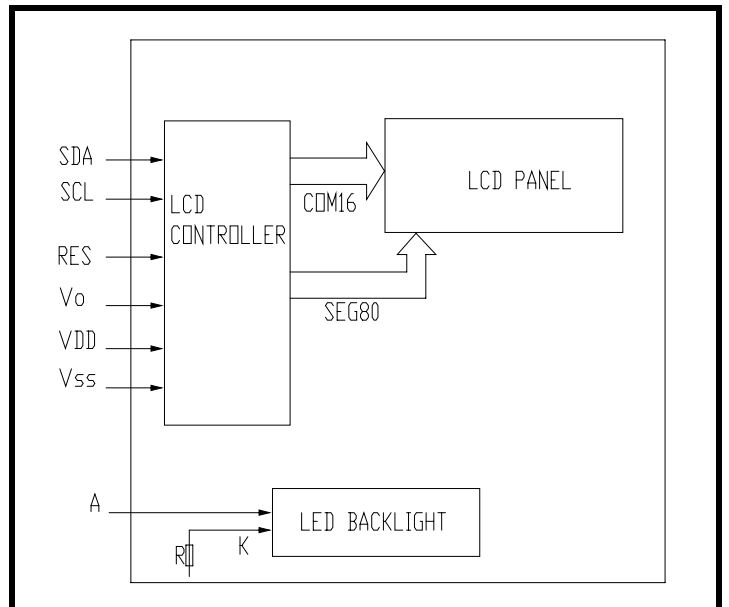 SDA
SCL
RES
Vo
VDD
Vss
LCD
CONTROLLER
COM16
SEG80
LCD PANEL
A
R
K
LED BACKLIGHT